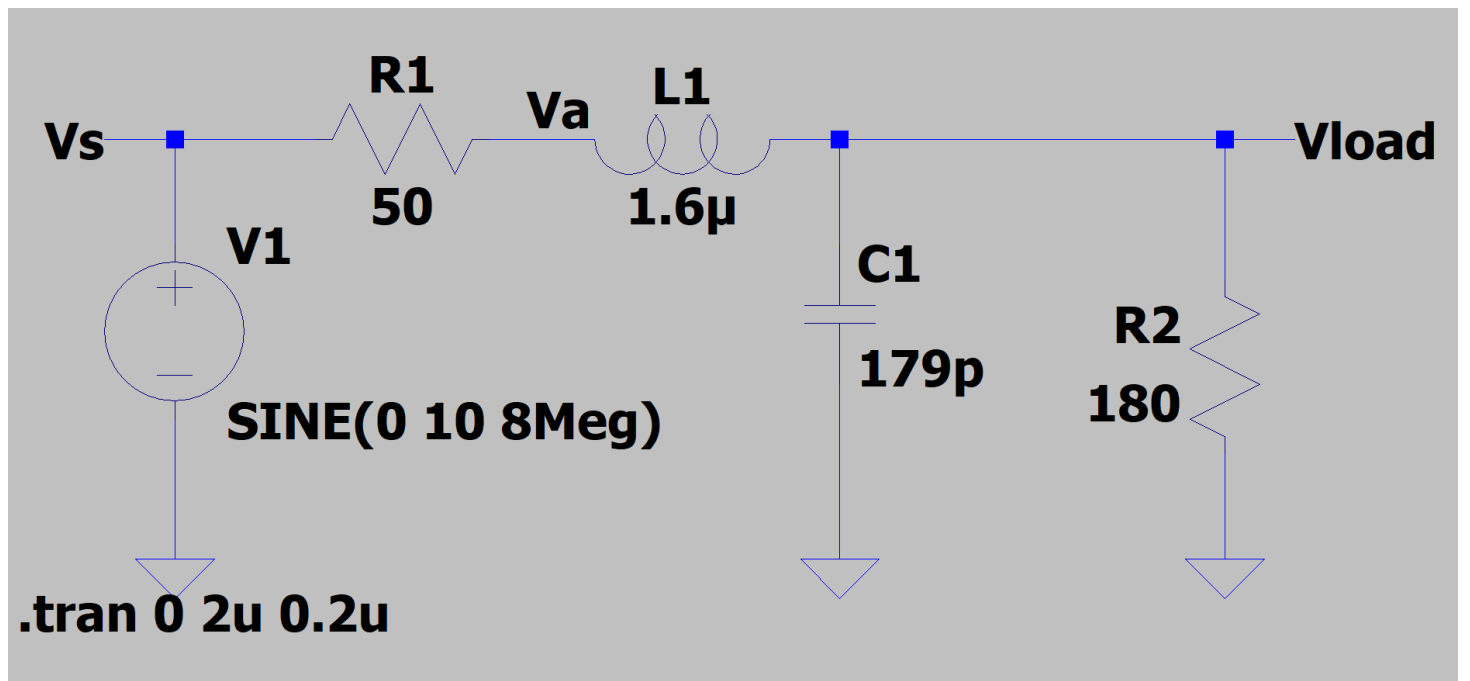 R1
Va
L1
Vs
Vload
50
1.6µ
V1
C1
R2
179p
180
SINE(0 10 8Meg)
.tran 0 2u 0.2u